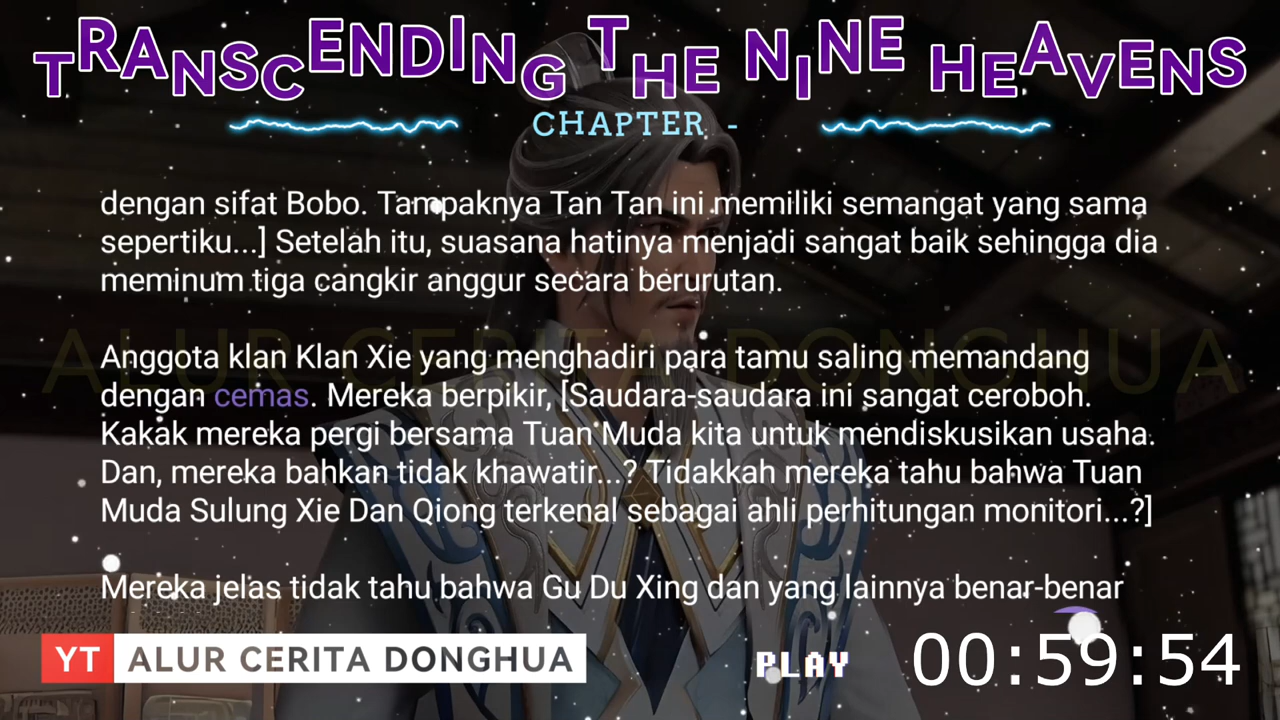 TRANSCENDING THE NINE HEAVENS
CHAPTER -
dengan sifat Bobo. Tampaknya Tan Tan ini memiliki semangat yang sama
sepertiku...] Setelah itu, suasana hatinya menjadi sangat baik sehingga dia
meminum tiga cangkir anggur secara berurutan.
Anggota klan Klan Xie yang menghadiri para tamu saling memandang
dengan cemas. Mereka berpikir, [Saudara-saudara ini sangat ceroboh.
Kakak mereka pergi bersama Tuan Muda kita untuk mendiskusikan usaha.
Dan, mereka bahkan tidak khawatir...? Tidakkah mereka tahu bahwa Tuan
Muda Sulung Xie Dan Qiong terkenal sebagai ahli perhitungan monitori...?]
Mereka jelas tidak tahu bahwa Gu Du Xing dan yang lainnya benar-benar
ALUR CERITA DONGHUA
YT ALUR CERITA DONGHUA
PLAY
00:59:54